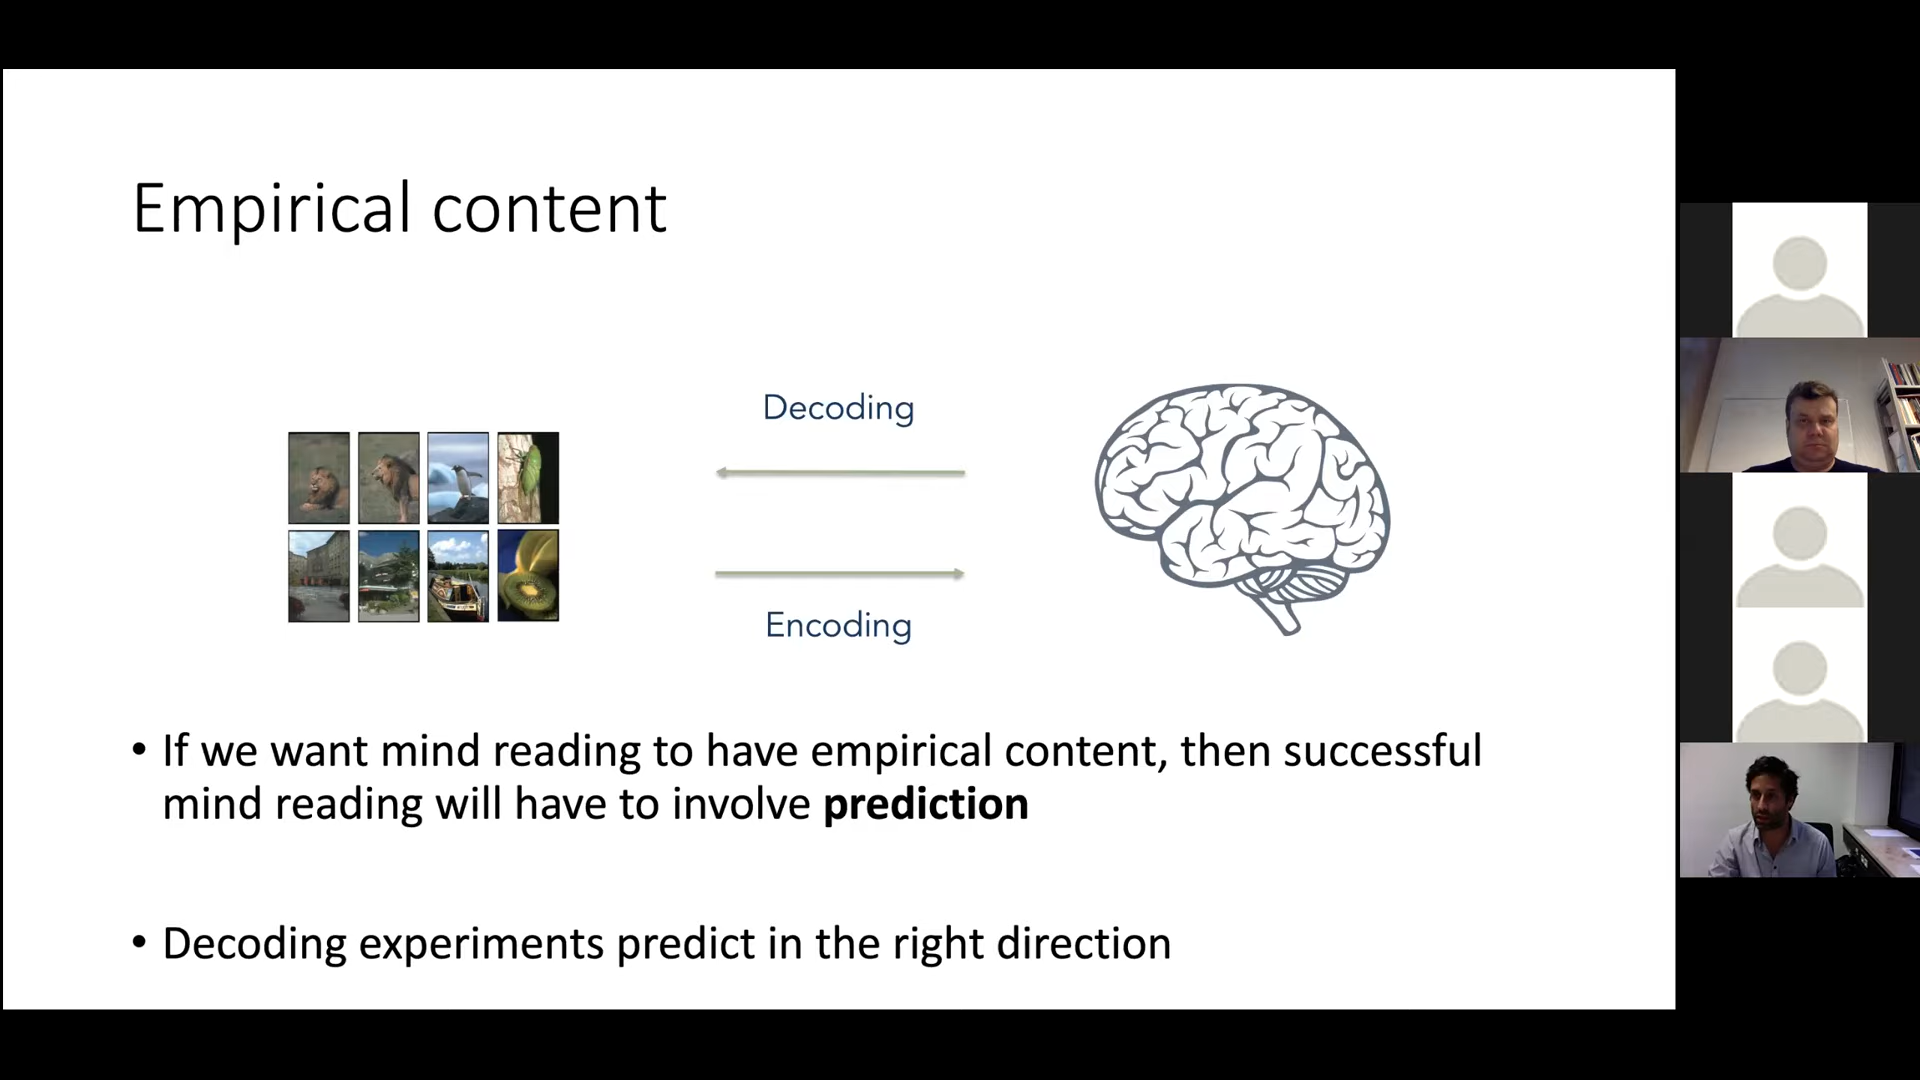 Empirical content
Decoding
Encoding
• If we want mind reading to have empirical content, then successful
mind reading will have to involve prediction
• Decoding experiments predict in the right direction